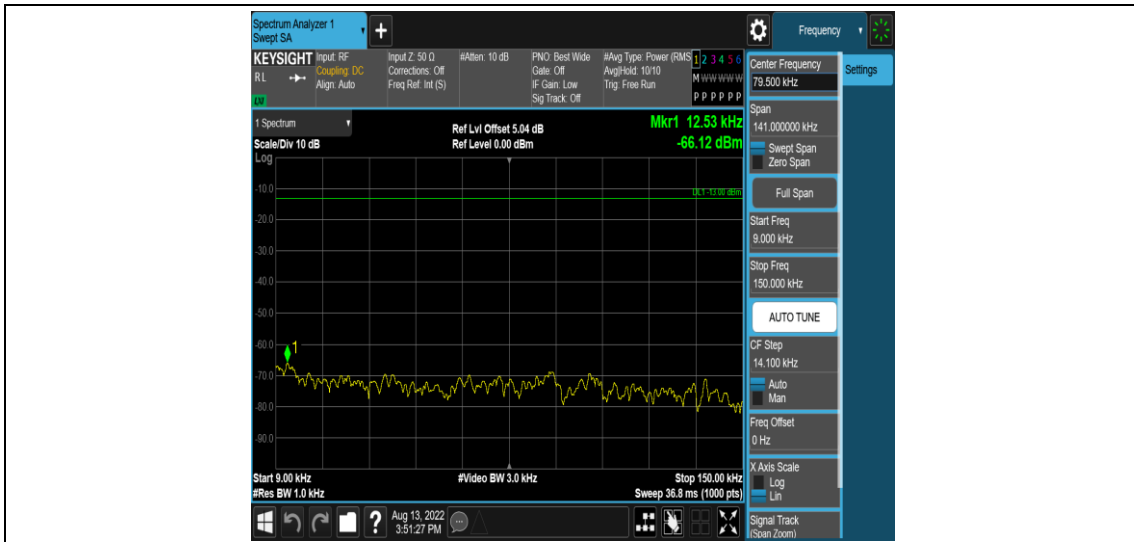 Spectrum Analyzer 1
Swept SA
+
Frequency
KEYSIGHT
RL
LXI
Input: RF
Coupling: DC
Align: Auto
Input Z: 50 Ω
Corrections: Off
Freq Ref: Int (S)
#Atten: 10 dB
PNO: Best Wide
Gate: Off
IF Gain: Low
Sig Track: Off
#Avg Type: Power (RMS
Avg|Hold: 10/10
Trig: Free Run
1 2 3 4 5 6
M W W W W W
P P P P P P
Center Frequency
79.500 kHz
Settings
Span
141.000000 kHz
Swept Span
Zero Span
Full Span
Start Freq
9.000 kHz
Stop Freq
150.000 kHz
AUTO TUNE
CF Step
14.100 kHz
Auto
Man
Freq Offset
0 Hz
X Axis Scale
Log
Lin
Signal Track
(Span Zoom)
1 Spectrum
Scale/Div 10 dB
Ref Lvl Offset 5.04 dB
Ref Level 0.00 dBm
Mkr1 12.53 kHz
-66.12 dBm
Log
DL1 -13.00 dBm
-10.0
-20.0
-30.0
-40.0
-50.0
-60.0
1
-70.0
-80.0
-90.0
Start 9.00 kHz
#Video BW 3.0 kHz
Stop 150.00 kHz
#Res BW 1.0 kHz
Sweep 36.8 ms (1000 pts)
?
Aug 13, 2022
3:51:27 PM